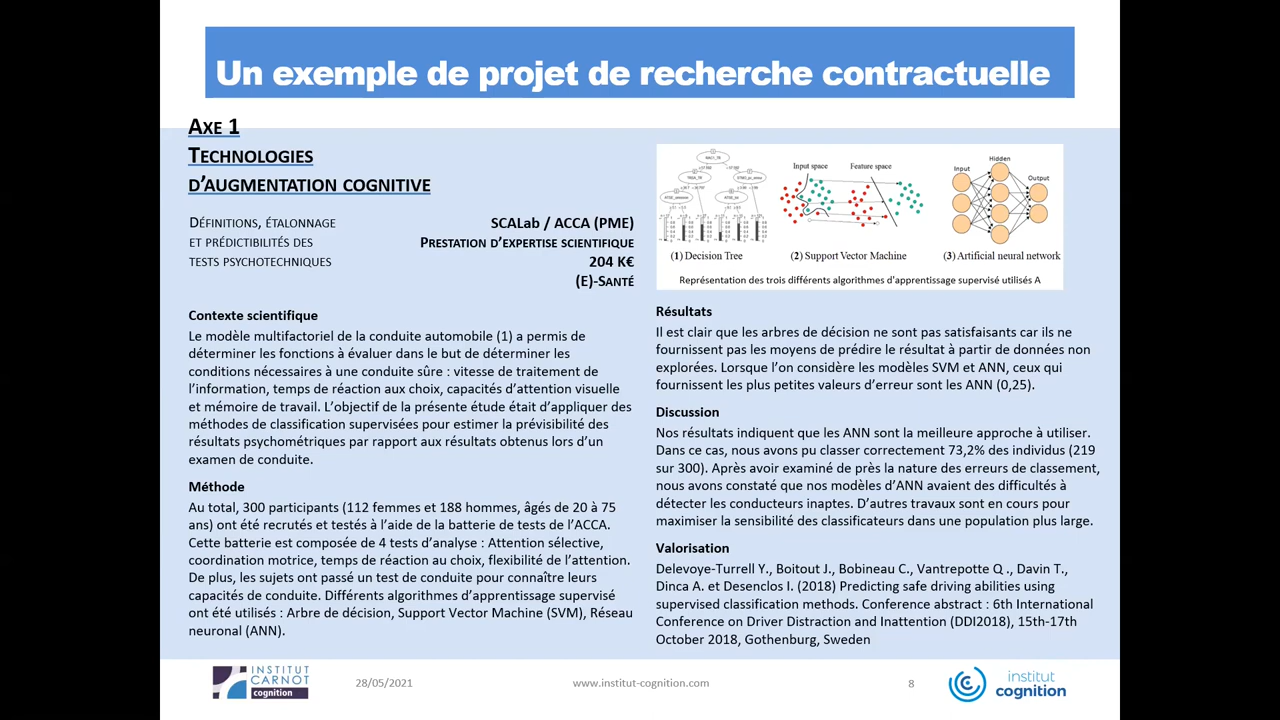 Un exemple de projet de recherche contractuelle
AXE 1
TECHNOLOGIES
D'AUGMENTATION COGNITIVE
DÉFINITIONS, ÉTALONNAGE
ET PRÉDICTIBILITÉS DES
TESTS PSYCHOTECHNIQUES
SCALab / ACCA (PME)
PRESTATION D'EXPERTISE SCIENTIFIQUE
204 K€
(E)-SANTÉ
Contexte scientifique
Le modèle multifactoriel de la conduite automobile (1) a permis de
déterminer les fonctions à évaluer dans le but de déterminer les
conditions nécessaires à une conduite sûre : vitesse de traitement de
l'information, temps de réaction aux choix, capacités d'attention visuelle
et mémoire de travail. L'objectif de la présente étude était d'appliquer des
méthodes de classification supervisées pour estimer la prévisibilité des
résultats psychométriques par rapport aux résultats obtenus lors d'un
examen de conduite.
Méthode
Au total, 300 participants (112 femmes et 188 hommes, âgés de 20 à 75
ans) ont été recrutés et testés à l'aide de la batterie de tests de l'ACCA.
Cette batterie est composée de 4 tests d'analyse : Attention sélective,
coordination motrice, temps de réaction au choix, flexibilité de l'attention.
De plus, les sujets ont passé un test de conduite pour connaître leurs
capacités de conduite. Différents algorithmes d'apprentissage supervisé
ont été utilisés : Arbre de décision, Support Vector Machine (SVM), Réseau
neuronal (ANN).
Input space
Feature space
Input
Hidden
Output
(1) Decision Tree
(2) Support Vector Machine
(3) Artificial neural network
Représentation des trois différents algorithmes d'apprentissage supervisé utilisés A
Résultats
Il est clair que les arbres de décision ne sont pas satisfaisants car ils ne
fournissent pas les moyens de prédire le résultat à partir de données non
explorées. Lorsque l'on considère les modèles SVM et ANN, ceux qui
fournissent les plus petites valeurs d'erreur sont les ANN (0,25).
Discussion
Nos résultats indiquent que les ANN sont la meilleure approche à utiliser.
Dans ce cas, nous avons pu classer correctement 73,2% des individus (219
sur 300). Après avoir examiné de près la nature des erreurs de classement,
nous avons constaté que nos modèles d'ANN avaient des difficultés à
détecter les conducteurs inaptes. D'autres travaux sont en cours pour
maximiser la sensibilité des classificateurs dans une population plus large.
Valorisation
Delevoye-Turrell Y., Boitout J., Bobineau C., Vantrepotte Q ., Davin T.,
Dinca A. et Desenclos I. (2018) Predicting safe driving abilities using
supervised classification methods. Conference abstract : 6th International
Conference on Driver Distraction and Inattention (DDI2018), 15th-17th
October 2018, Gothenburg, Sweden
INSTITUT
CARNOT
cognition
28/05/2021
www.institut-cognition.com
8
institut
cognition